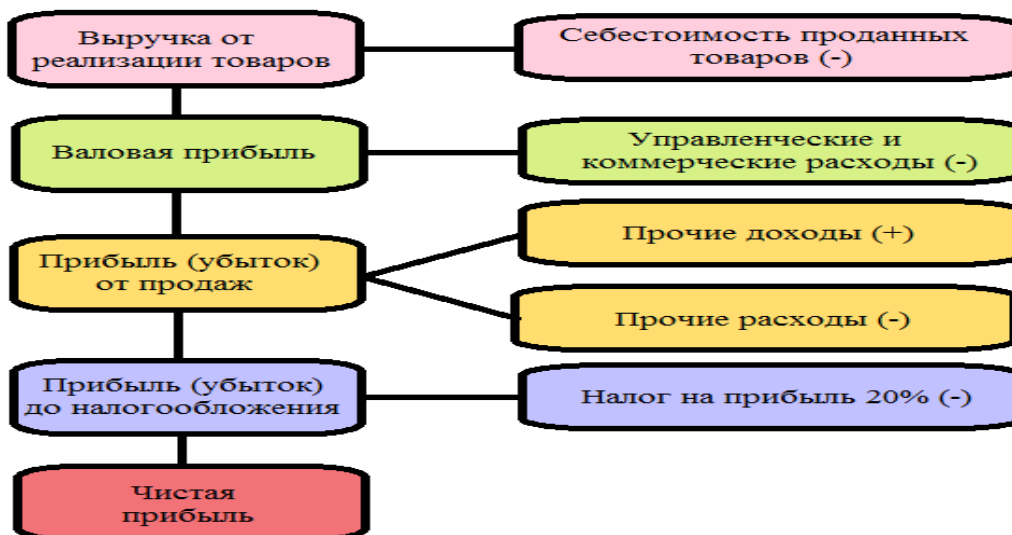 Выручка от
реализации товаров
Себестоимость проданных
товаров (-)
Валовая прибыль
Управленческие и
коммерческие расходы (-)
Прибыль (убыток)
от продаж
Прочие доходы (+)
Прочие расходы (-)
Прибыль (убыток)
до налогообложения
Налог на прибыль 20% (-)
Чистая
прибыль